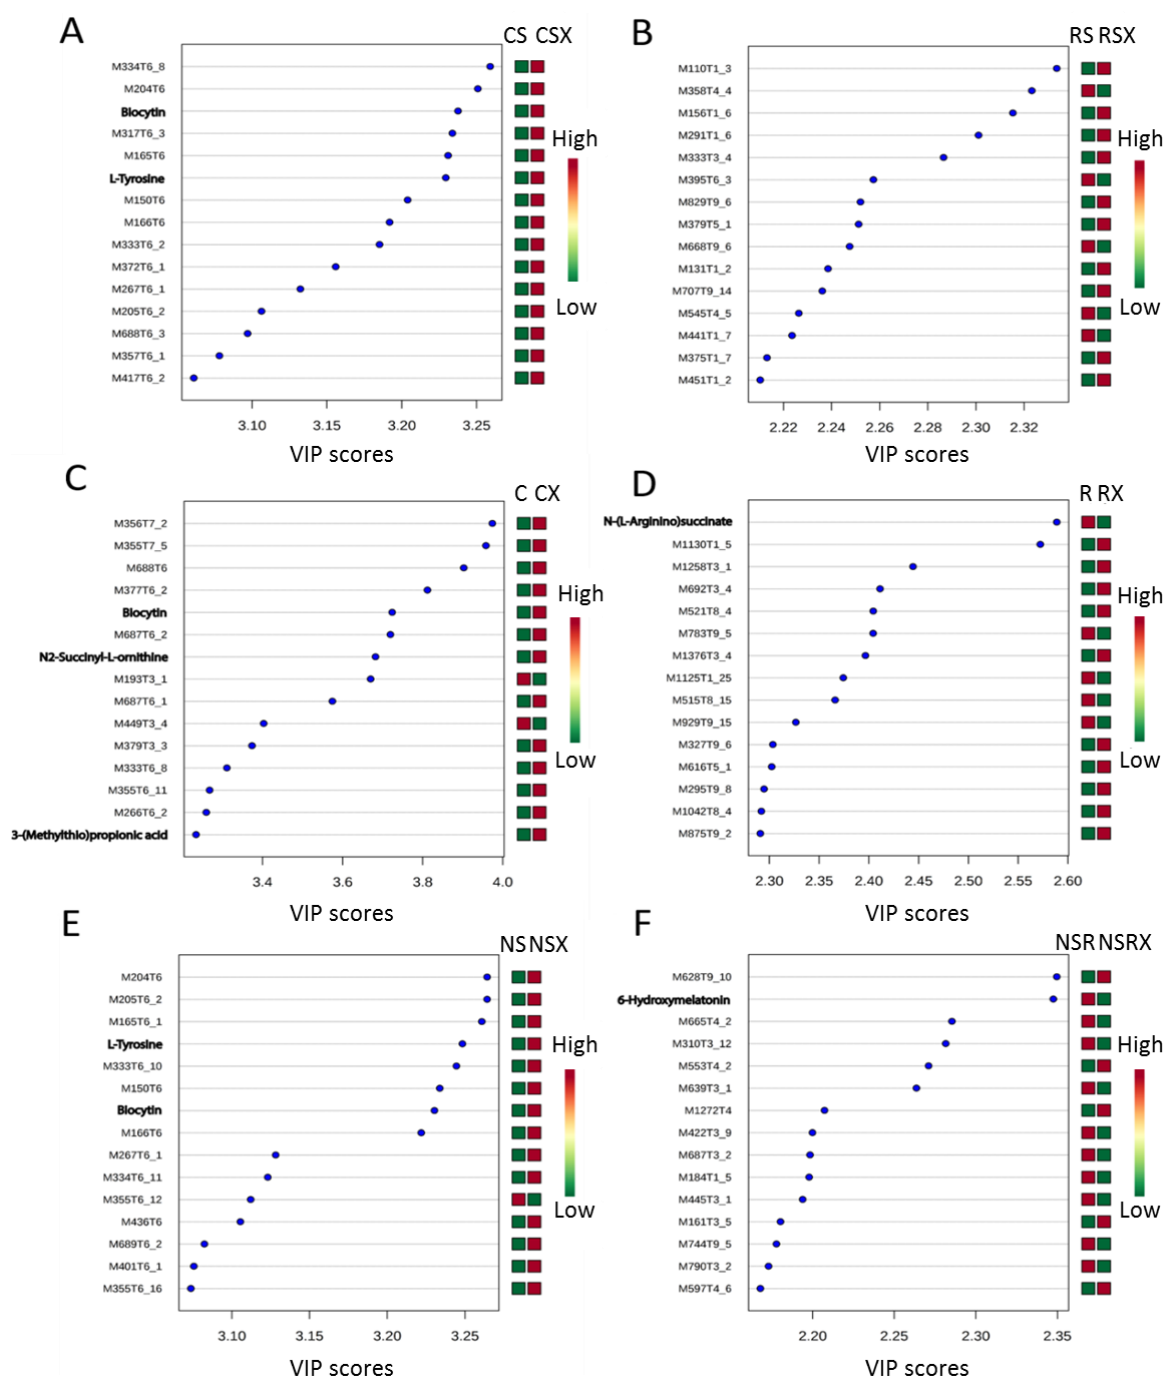 A
CS CSX
M334T6_8
M204T6
Biocytin
M317T6_3
M165T6
L-Tyrosine
M150T6
M166T6
M333T6_2
M372T6_1
M267T6_1
M205T6_2
M688T6_3
M357T6_1
M417T6_2
High
Low
3.10 3.15 3.20 3.25
VIP scores
B
RS RSX
M110T1_3
M358T4_4
M156T1_6
M291T1_6
M333T3_4
M395T6_3
M829T9_6
M379T5_1
M668T9_6
M131T1_2
M707T9_14
M545T4_5
M441T1_7
M375T1_7
M451T1_2
High
Low
2.22 2.24 2.26 2.28 2.30 2.32
VIP scores
C
C CX
M356T7_2
M355T7_5
M688T6
M377T6_2
Biocytin
M687T6_2
N2-Succinyl-L-ornithine
M193T3_1
M687T6_1
M449T3_4
M379T3_3
M333T6_8
M355T6_11
M266T6_2
3-(Methylthio)propionic acid
High
Low
3.4 3.6 3.8 4.0
VIP scores
D
R RX
N-(L-Arginino)succinate
M1130T1_5
M1258T3_1
M692T3_4
M521T8_4
M783T9_5
M1376T3_4
M1125T1_25
M515T8_15
M929T9_15
M327T9_6
M616T5_1
M295T9_8
M1042T8_4
M875T9_2
High
Low
2.30 2.35 2.40 2.45 2.50 2.55 2.60
VIP scores
E
NS NSX
M204T6
M205T6_2
M165T6_1
L-Tyrosine
M333T6_10
M150T6
Biocytin
M166T6
M267T6_1
M334T6_11
M355T6_12
M436T6
M689T6_2
M401T6_1
M355T6_16
High
Low
3.10 3.15 3.20 3.25
VIP scores
F
NSR NSRX
M628T9_10
6-Hydroxymelatonin
M665T4_2
M310T3_12
M553T4_2
M639T3_1
M1272T4
M422T3_9
M687T3_2
M184T1_5
M445T3_1
M161T3_5
M744T9_5
M790T3_2
M597T4_6
High
Low
2.20 2.25 2.30 2.35
VIP scores